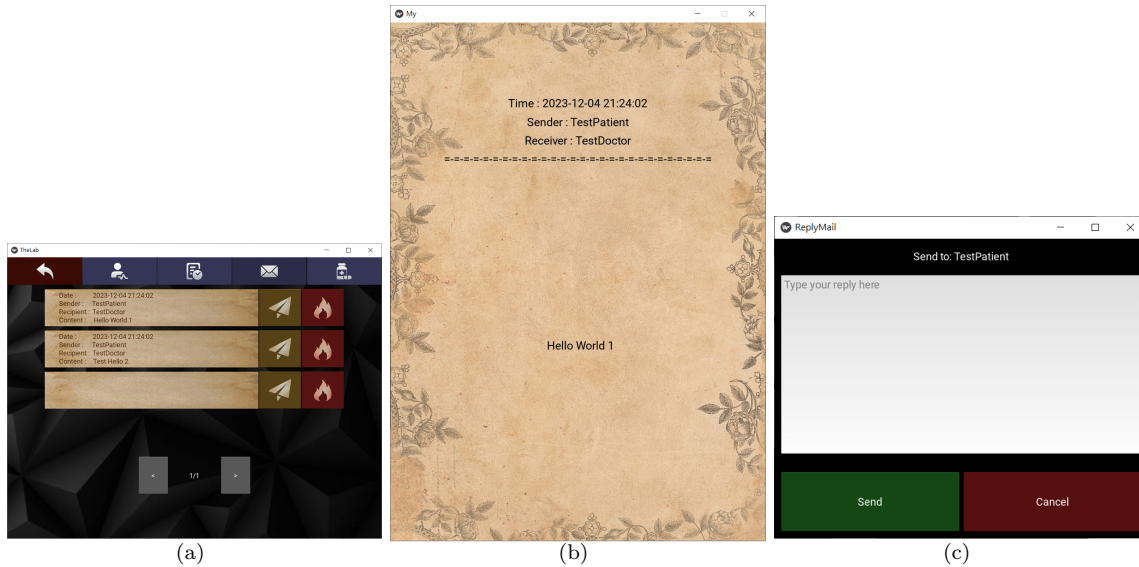 TheLab
Date : 2023-12-04 21:24:02
Sender : TestPatient
Recipient : TestDoctor
Content : Hello World 1
Date : 2023-12-04 21:24:02
Sender : TestPatient
Recipient : TestDoctor
Content : Test Hello 2
< 1/1 >
(a)
My
Time : 2023-12-04 21:24:02
Sender : TestPatient
Receiver : TestDoctor
=-=-=-=-=-=-=-=-=-=-=-=-=-=-=-=-=-=-=-=-=-=-=-=-=-=-=-=
Hello World 1
(b)
ReplyMail
Send to: TestPatient
Type your reply here
Send Cancel
(c)